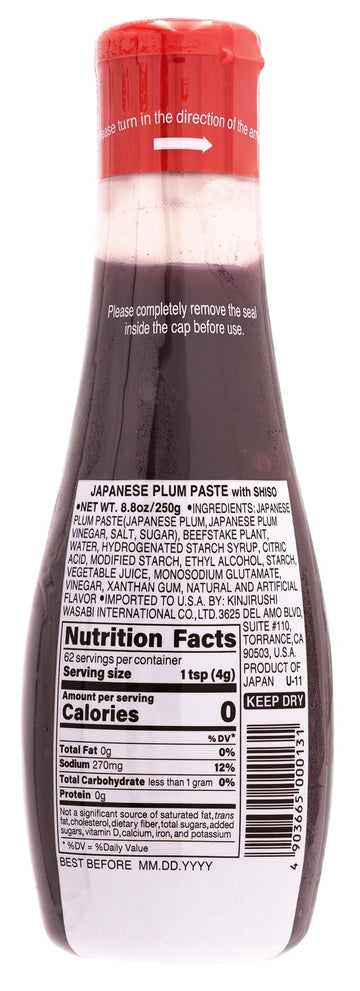 ease turn in the direction of the arr
Please completely remove the seal
inside the cap before use.
JAPANESE PLUM PASTE with SHISO
•NET WT. 8.8oz/250g •INGREDIENTS: JAPANESE
PLUM PASTE(JAPANESE PLUM, JAPANESE PLUM
VINEGAR, SALT, SUGAR), BEEFSTAKE PLANT,
WATER, HYDROGENATED STARCH SYRUP, CITRIC
ACID, MODIFIED STARCH, ETHYL ALCOHOL, STARCH,
VEGETABLE JUICE, MONOSODIUM GLUTAMATE,
VINEGAR, XANTHAN GUM, NATURAL AND ARTIFICIAL
FLAVOR •IMPORTED TO U.S.A. BY: KINJIRUSHI
WASABI INTERNATIONAL CO., LTD. 3625 DEL AMO BLVD,
SUITE #110,
TORRANCE, CA
90503, U.S.A.
PRODUCT OF
JAPAN U-11
KEEP DRY
Nutrition Facts
62 servings per container
Serving size 1 tsp (4g)
Amount per serving
Calories 0
% DV*
Total Fat 0g 0%
Sodium 270mg 12%
Total Carbohydrate less than 1 gram 0%
Protein 0g
Not a significant source of saturated fat, trans
fat, cholesterol, dietary fiber, total sugars, added
sugars, vitamin D, calcium, iron, and potassium
* %DV = %Daily Value
BEST BEFORE MM.DD.YYYY
4 903665 000131